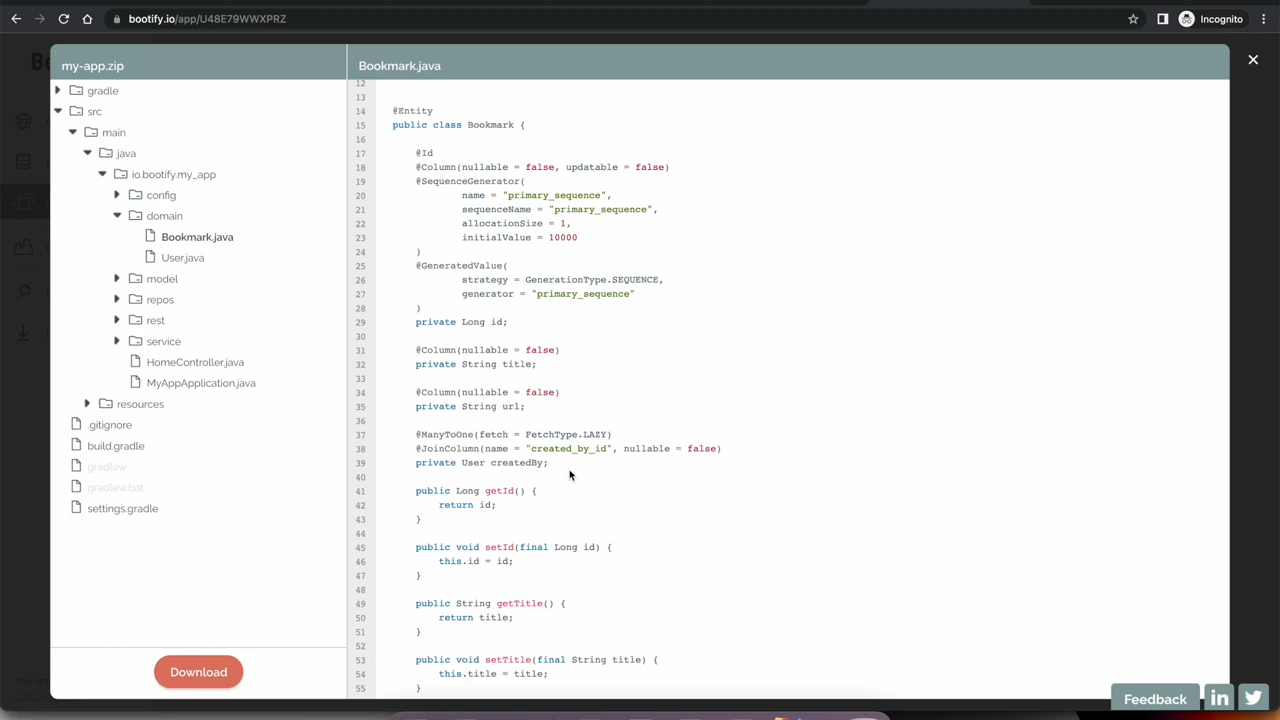 bootify.io/app/U48E79WWXPRZ
Incognito
my-app.zip
Bookmark.java
gradle
src
main
java
io.bootify.my_app
config
domain
Bookmark.java
User.java
model
repos
rest
service
HomeController.java
MyAppApplication.java
resources
.gitignore
build.gradle
gradlew
gradlew.bat
settings.gradle
Download
12
13
14 @Entity
15 public class Bookmark {
16
17 @Id
18 @Column(nullable = false, updatable = false)
19 @SequenceGenerator(
20 name = "primary_sequence",
21 sequenceName = "primary_sequence",
22 allocationSize = 1,
23 initialValue = 10000
24 )
25 @GeneratedValue(
26 strategy = GenerationType.SEQUENCE,
27 generator = "primary_sequence"
28 )
29 private Long id;
30
31 @Column(nullable = false)
32 private String title;
33
34 @Column(nullable = false)
35 private String url;
36
37 @ManyToOne(fetch = FetchType.LAZY)
38 @JoinColumn(name = "created_by_id", nullable = false)
39 private User createdBy;
40
41 public Long getId() {
42 return id;
43 }
44
45 public void setId(final Long id) {
46 this.id = id;
47 }
48
49 public String getTitle() {
50 return title;
51 }
52
53 public void setTitle(final String title) {
54 this.title = title;
55 }
Feedback
in